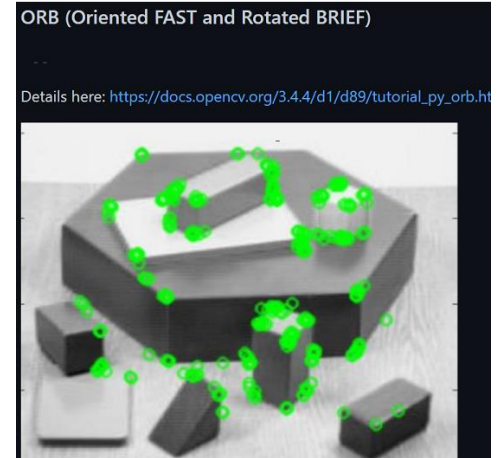 ORB (Oriented FAST and Rotated BRIEF)
Details here: https://docs.opencv.org/3.4.4/d1/d89/tutorial_py_orb.ht